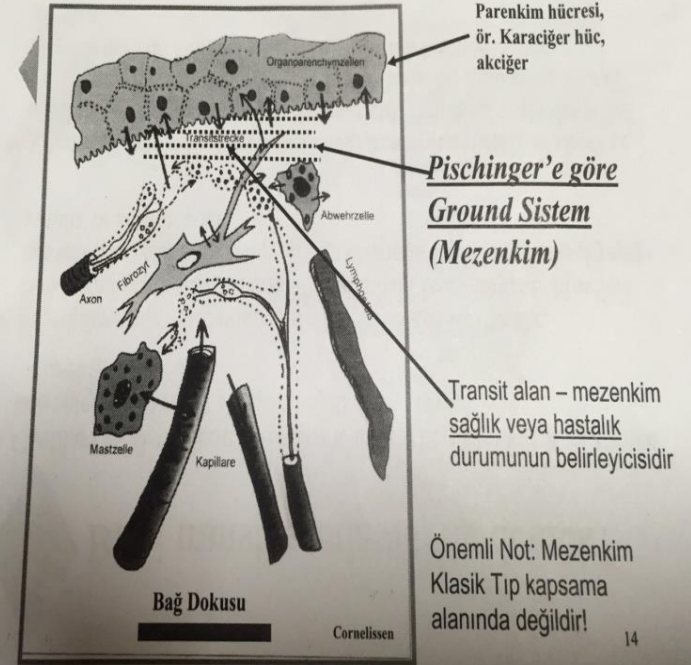 Parenkim hücresi,
ör. Karaciğer hüc,
akciğer
Organparenchymzellen
Transitstrecke
Pischinger’e göre
Ground Sistem
(Mezenkim)
Abwehrzelle
Fibrozyt
Axon
Transit alan – mezenkim
sağlık veya hastalık
durumunun belirleyicisidir
Mastzelle
Kapillare
Önemli Not: Mezenkim
Klasik Tıp kapsama
alanında değildir!
Bağ Dokusu
Cornelissen
14